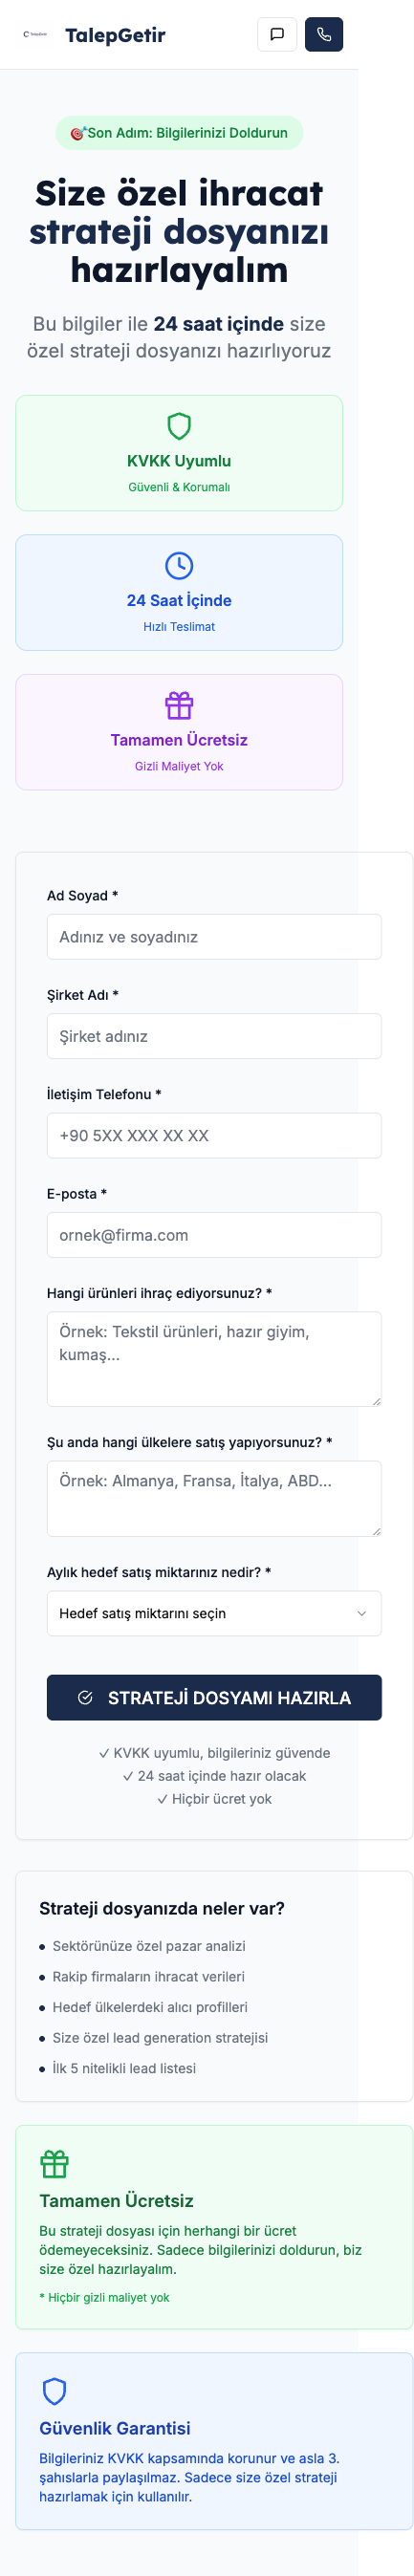 TalepGetir
TalepGetir
Son Adım: Bilgilerinizi Doldurun
Size özel ihracat
strateji dosyanızı
hazırlayalım
Bu bilgiler ile 24 saat içinde size
özel strateji dosyanızı hazırlıyoruz
KVKK Uyumlu
Güvenli & Korumalı
24 Saat İçinde
Hızlı Teslimat
Tamamen Ücretsiz
Gizli Maliyet Yok
Ad Soyad *
Adınız ve soyadınız
Şirket Adı *
Şirket adınız
İletişim Telefonu *
+90 5XX XXX XX XX
E-posta *
ornek@firma.com
Hangi ürünleri ihraç ediyorsunuz? *
Örnek: Tekstil ürünleri, hazır giyim,
kumaş...
Şu anda hangi ülkelere satış yapıyorsunuz? *
Örnek: Almanya, Fransa, İtalya, ABD...
Aylık hedef satış miktarınız nedir? *
Hedef satış miktarını seçin
STRATEJİ DOSYAMI HAZIRLA
✓ KVKK uyumlu, bilgileriniz güvende
✓ 24 saat içinde hazır olacak
✓ Hiçbir ücret yok
Strateji dosyanızda neler var?
Sektörünüze özel pazar analizi
Rakip firmaların ihracat verileri
Hedef ülkelerdeki alıcı profilleri
Size özel lead generation stratejisi
İlk 5 nitelikli lead listesi
Tamamen Ücretsiz
Bu strateji dosyası için herhangi bir ücret
ödemeyeceksiniz. Sadece bilgilerinizi doldurun, biz
size özel hazırlayalım.
* Hiçbir gizli maliyet yok
Güvenlik Garantisi
Bilgileriniz KVKK kapsamında korunur ve asla 3.
şahıslarla paylaşılmaz. Sadece size özel strateji
hazırlamak için kullanılır.